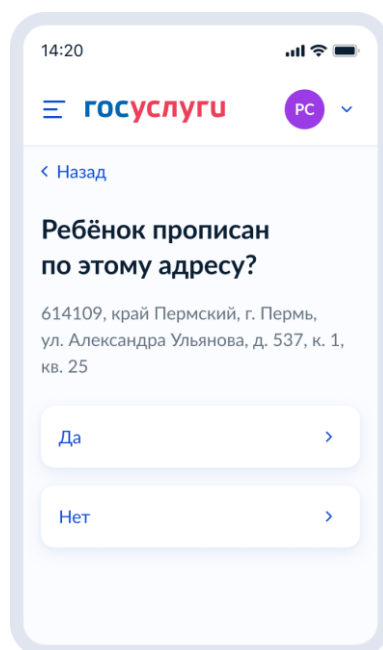 14:20
госуслуги
РС
Назад
Ребёнок прописан
по этому адресу?
614109, край Пермский, г. Пермь,
ул. Александра Ульянова, д. 537, к. 1,
кв. 25
Да
Нет